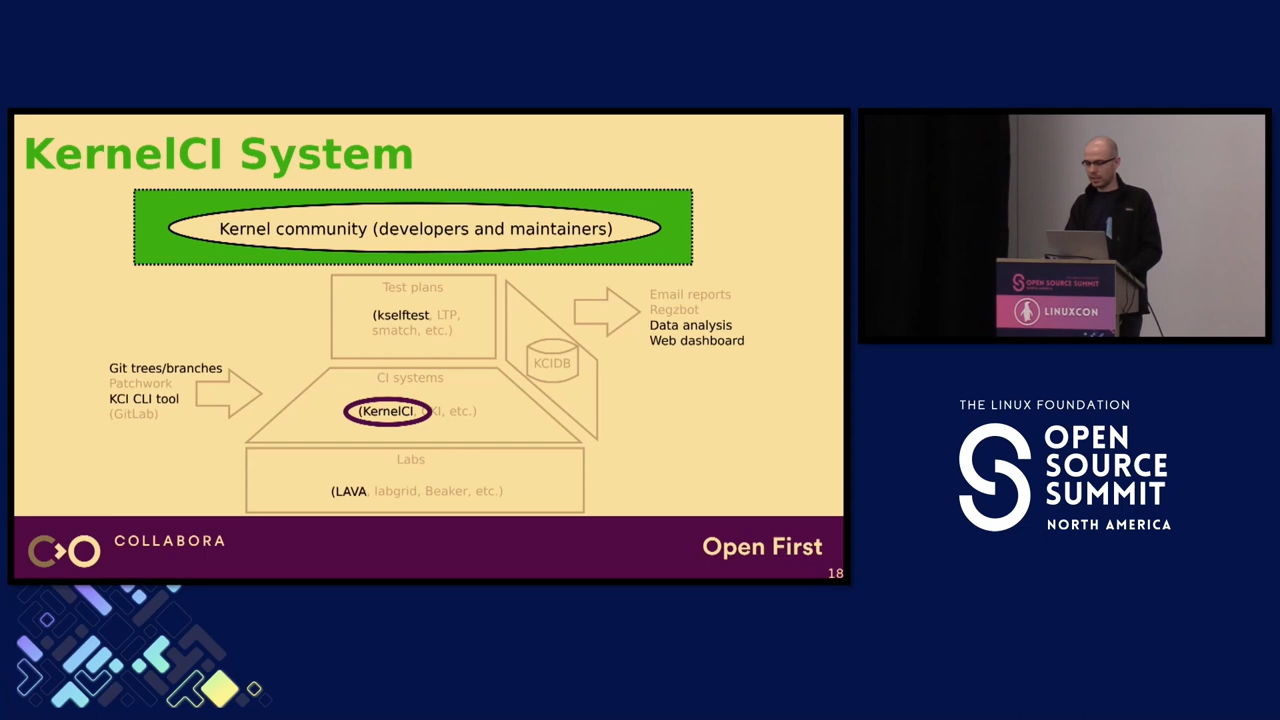 KernelCI System
Kernel community (developers and maintainers)
Test plans
(kselftest, LTP,
smatch, etc.)
Email reports
Regzbot
Data analysis
Web dashboard
KCIDB
Git trees/branches
Patchwork
KCI CLI tool
(GitLab)
CI systems
(KernelCI, CKI, etc.)
Labs
(LAVA, labgrid, Beaker, etc.)
COLLABORA
Open First
18
OPEN SOURCE SUMMIT
LINUXCON
THE LINUX FOUNDATION
OPEN
SOURCE
SUMMIT
NORTH AMERICA